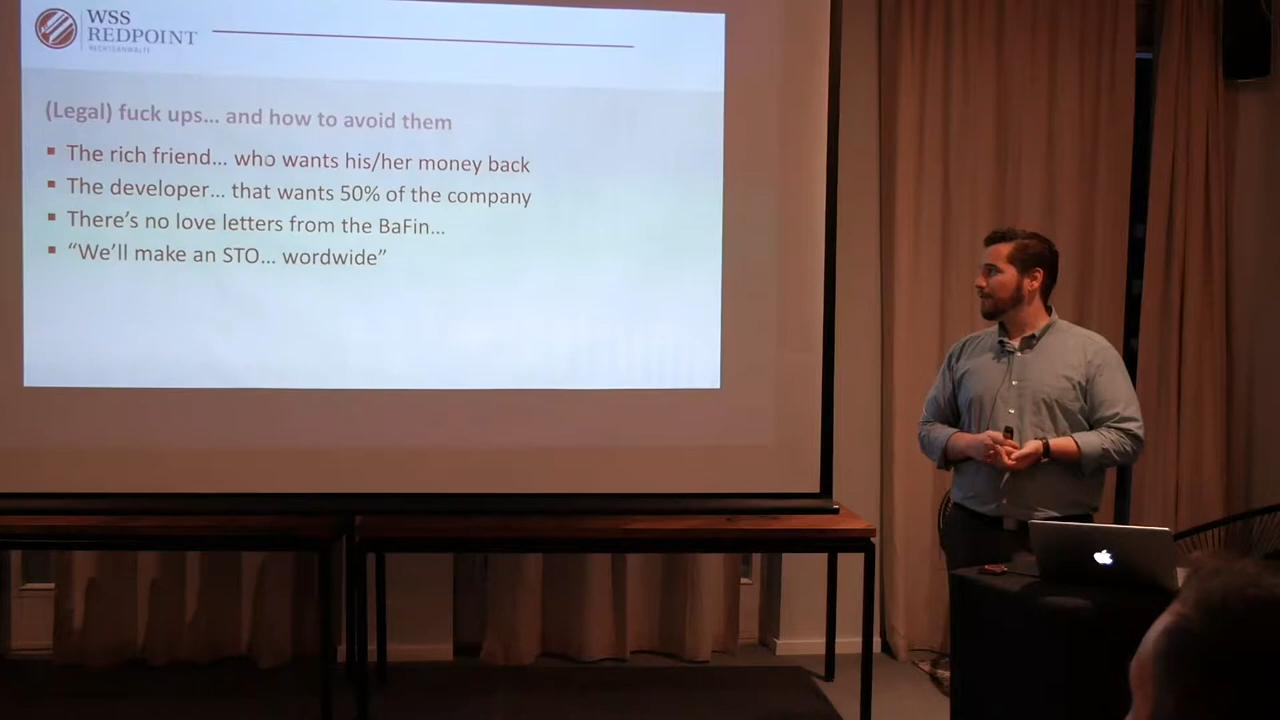 WSS
REDPOINT
RECHTSANWÄLTE
(Legal) fuck ups... and how to avoid them
The rich friend... who wants his/her money back
The developer... that wants 50% of the company
There's no love letters from the BaFin...
“We'll make an STO... wordwide”